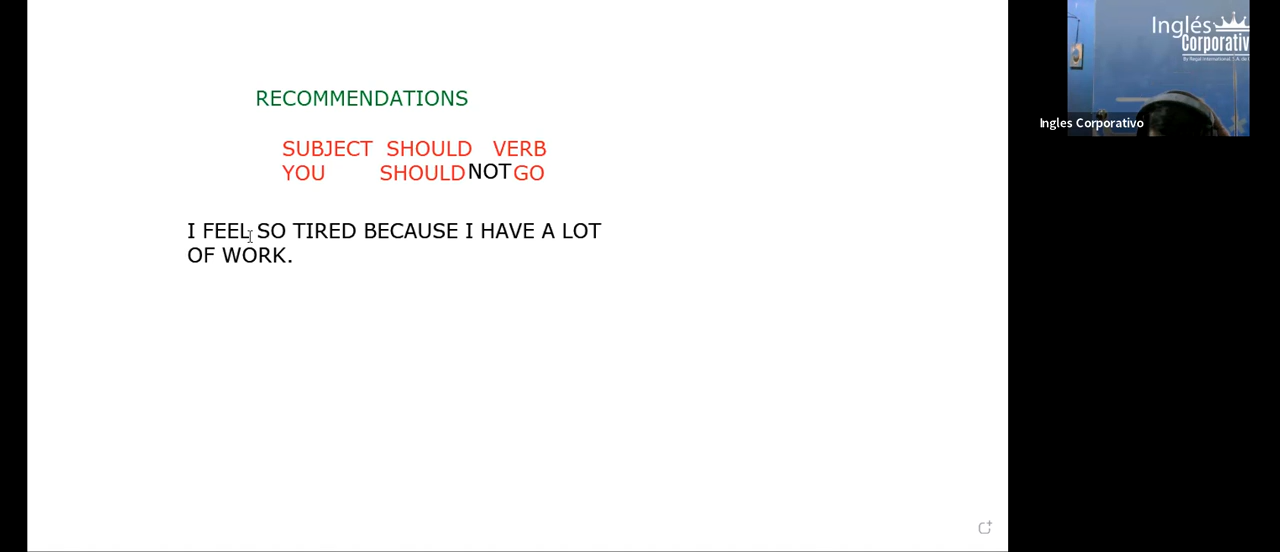 RECOMMENDATIONS
SUBJECT SHOULD VERB
YOU SHOULD NOT GO
I FEEL SO TIRED BECAUSE I HAVE A LOT
OF WORK.
Inglés
Corporativ
Ingles Corporativo